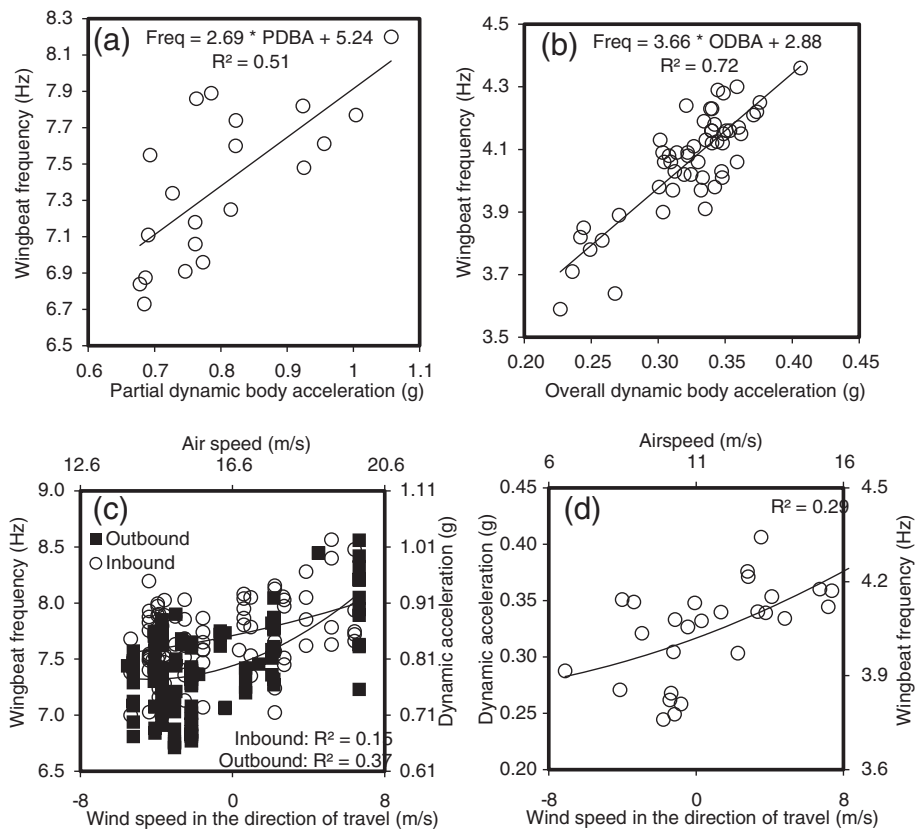 (a)
Freq = 2.69 * PDBA + 5.24
R² = 0.51
Wingbeat frequency (Hz)
8.3
8.1
7.9
7.7
7.5
7.3
7.1
6.9
6.7
6.5
0.6
0.7
0.8
0.9
1
1.1
Partial dynamic body acceleration (g)
(b)
Freq = 3.66 * ODBA + 2.88
R² = 0.72
Wingbeat frequency (Hz)
4.5
4.3
4.1
3.9
3.7
3.5
0.20
0.25
0.30
0.35
0.40
0.45
Overall dynamic body acceleration (g)
Air speed (m/s)
12.6
16.6
20.6
(c)
Outbound
Inbound
Wingbeat frequency (Hz)
9.0
8.5
8.0
7.5
7.0
6.5
1.11
1.01
0.91
0.81
0.71
0.61
Dynamic acceleration (g)
Inbound: R² = 0.15
Outbound: R² = 0.37
-8
0
8
Wind speed in the direction of travel (m/s)
Airspeed (m/s)
6
11
16
(d)
R² = 0.29
Dynamic acceleration (g)
0.45
0.40
0.35
0.30
0.25
0.20
4.5
4.2
3.9
3.6
Wingbeat frequency (Hz)
-8
0
8
Wind speed in the direction of travel (m/s)